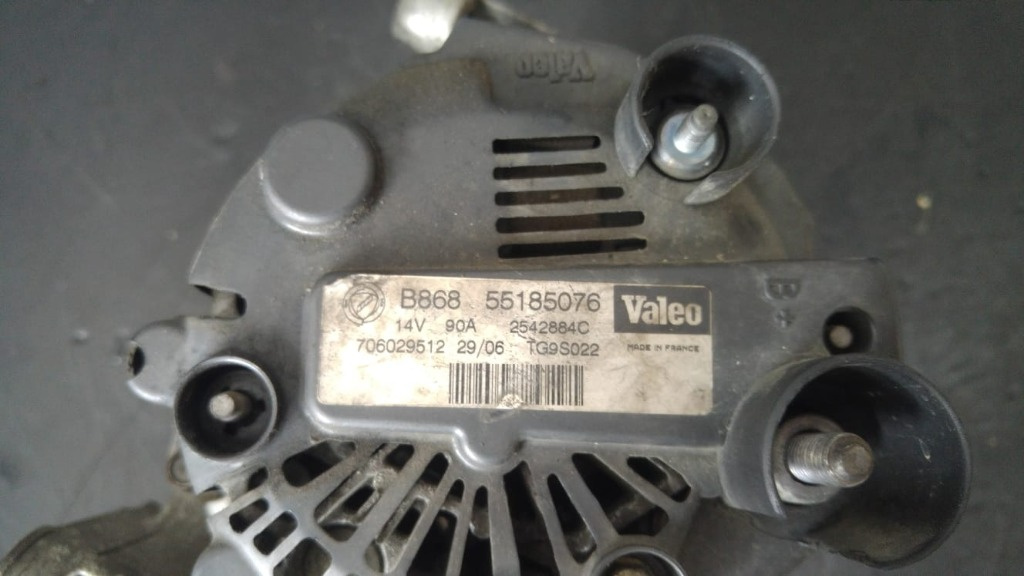 Valeo
B868 55185076 Valeo
14V 90A 2542884C
706029512 29/06 TG9S022 MADE IN FRANCE
B+